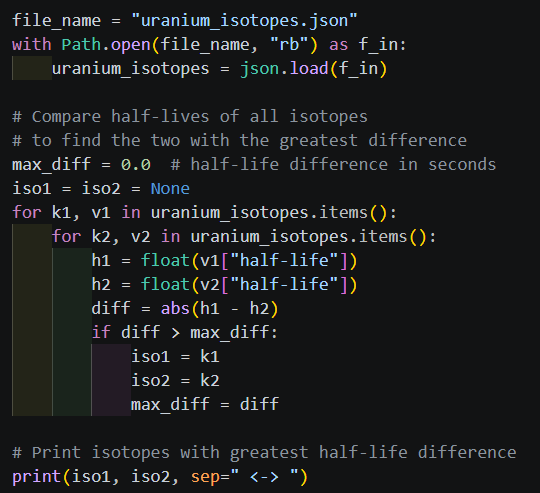 file_name = "uranium_isotopes.json"
with Path.open(file_name, "rb") as f_in:
    uranium_isotopes = json.load(f_in)

# Compare half-lives of all isotopes
# to find the two with the greatest difference
max_diff = 0.0  # half-life difference in seconds
iso1 = iso2 = None
for k1, v1 in uranium_isotopes.items():
    for k2, v2 in uranium_isotopes.items():
        h1 = float(v1["half-life"])
        h2 = float(v2["half-life"])
        diff = abs(h1 - h2)
        if diff > max_diff:
            iso1 = k1
            iso2 = k2
            max_diff = diff

# Print isotopes with greatest half-life difference
print(iso1, iso2, sep=" <-> ")